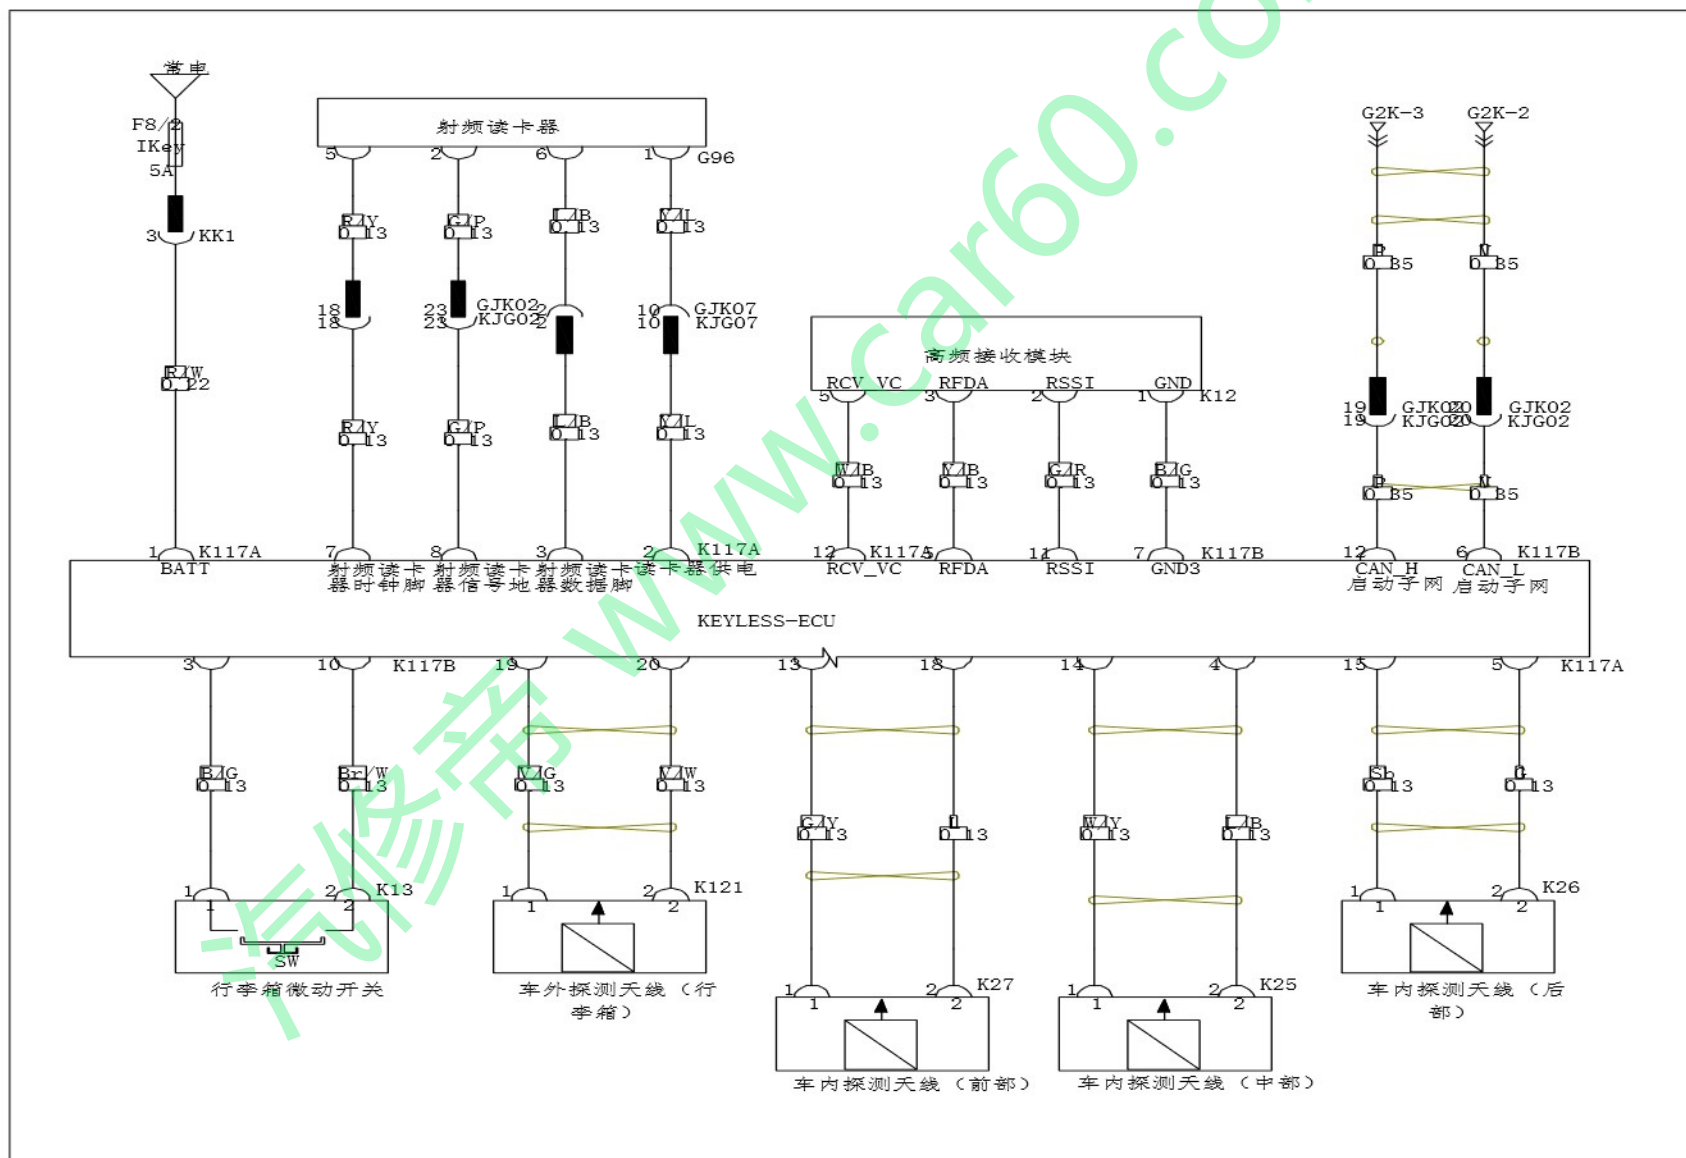 常电
F8/2
IKey
5A
3 KK1
R/W
0.22
1 K117A
BATT
射频读卡器
5 2 6 1 G96
R/Y G/P L/B Y/L
0.13 0.13 0.13 0.13
18 23 GJK02 2 10 GJK07
18 23 KJG02 2 10 KJG07
R/Y G/P L/B Y/L
0.13 0.13 0.13 0.13
7 8 3 2 K117A
射频读卡 射频读卡 射频读卡 读卡器供电
器时钟脚 器信号地 器数据脚
高频接收模块
RCV_VC RFDA RSSI GND
5 3 2 1 K12
W/B Y/B G/R B/G
0.13 0.13 0.13 0.13
12 K117A 5 11 7 K117B
RCV_VC RFDA RSSI GND3
G2K-3 G2K-2
P V
0.35 0.35
19 GJK02 20 GJK02
19 KJG02 20 KJG02
P V
0.35 0.35
12 6 K117B
CAN_H CAN_L
启动子网 启动子网
KEYLESS-ECU
3 10 K117B 19 20 13 18 14 4 15 5 K117A
B/G Br/W V/G V/W Sb G
0.13 0.13 0.13 0.13 0.13 0.13
G/Y L W/Y L/B
0.13 0.13 0.13 0.13
1 2 K13
1 2
SW
行李箱微动开关
1 2 K121
1 2
车外探测天线（行
李箱）
1 2 K27
1 2
车内探测天线（前部）
1 2 K25
1 2
车内探测天线（中部）
1 2 K26
1 2
车内探测天线（后
部）
汽修帝 www.car60.co